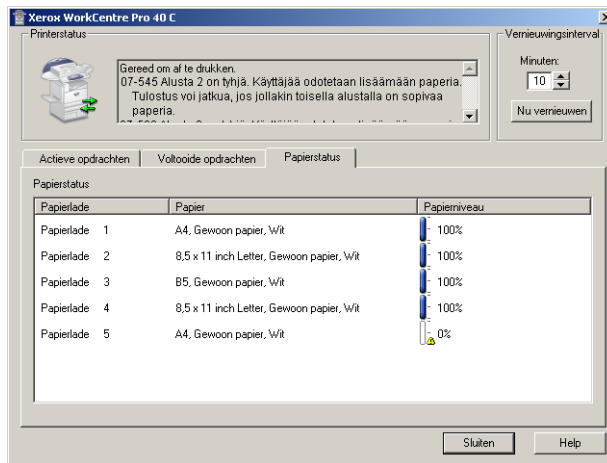 Xerox WorkCentre Pro 40 C
Printerstatus
Gereed om af te drukken.
07-545 Alusta 2 on tyhjä. Käyttäjää odotetaan lisäämään paperia.
Tulostus voi jatkua, jos jollakin toisella alustalla on sopivaa
paperia.
Vernieuwingsinterval
Minuten:
10
Nu vernieuwen
Actieve opdrachten Voltooide opdrachten Papierstatus
Papierstatus
Papierlade Papier Papierniveau
Papierlade 1 A4, Gewoon papier, Wit 100%
Papierlade 2 8,5 x 11 inch Letter, Gewoon papier, Wit 100%
Papierlade 3 B5, Gewoon papier, Wit 100%
Papierlade 4 8,5 x 11 inch Letter, Gewoon papier, Wit 100%
Papierlade 5 A4, Gewoon papier, Wit 0%
Sluiten Help